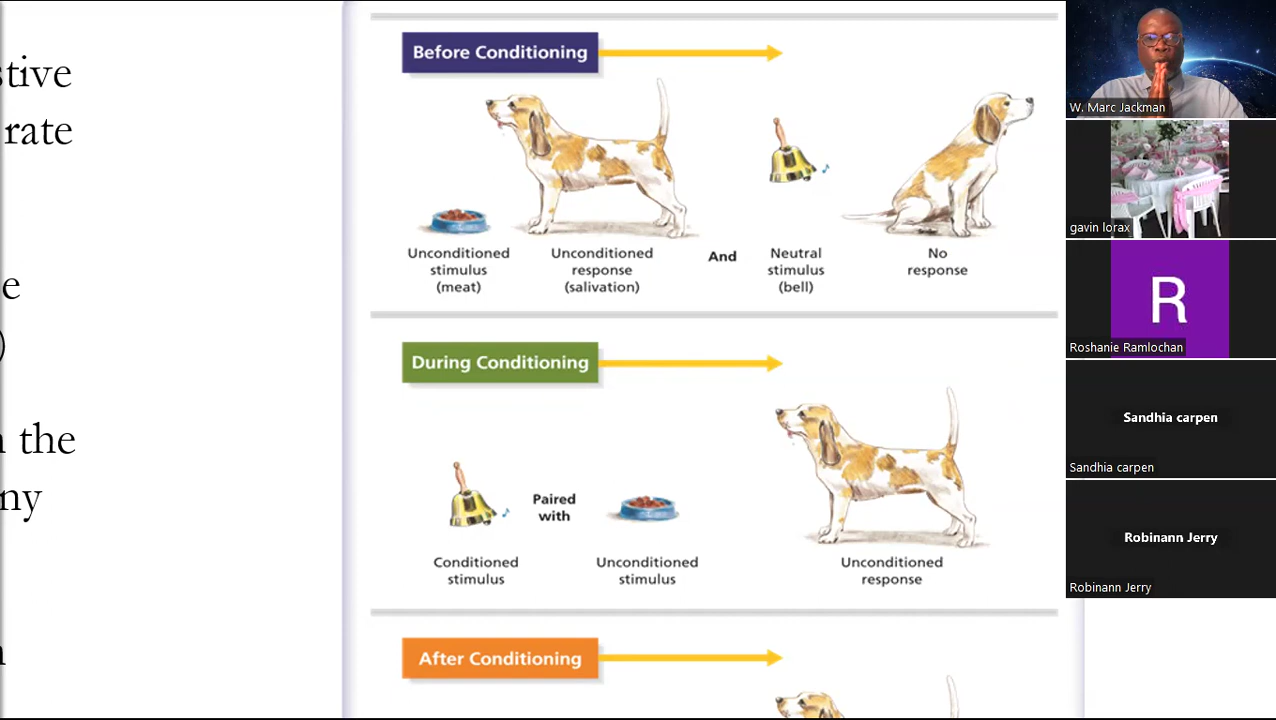 stive
rate
e
)
n the
ny
n
Before Conditioning
Unconditioned
stimulus
(meat)
Unconditioned
response
(salivation)
And
Neutral
stimulus
(bell)
No
response
During Conditioning
Paired
with
Conditioned
stimulus
Unconditioned
stimulus
Unconditioned
response
After Conditioning
W. Marc Jackman
gavin lorax
R
Roshanie Ramlochan
Sandhia carpen
Sandhia carpen
Robinann Jerry
Robinann Jerry